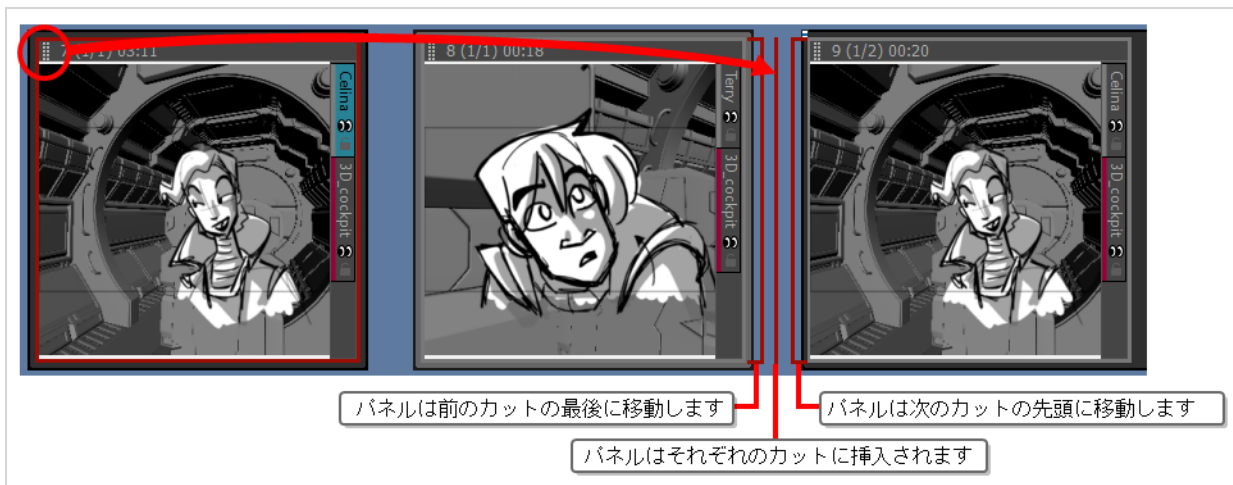 7 (1/1) 03:11
8 (1/1) 00:18
9 (1/2) 00:20
Celina
3D_cockpit
Terry
3D_cockpit
Celina
3D_cockpit
パネルは前のカットの最後に移動します
パネルは次のカットの先頭に移動します
パネルはそれぞれのカットに挿入されます